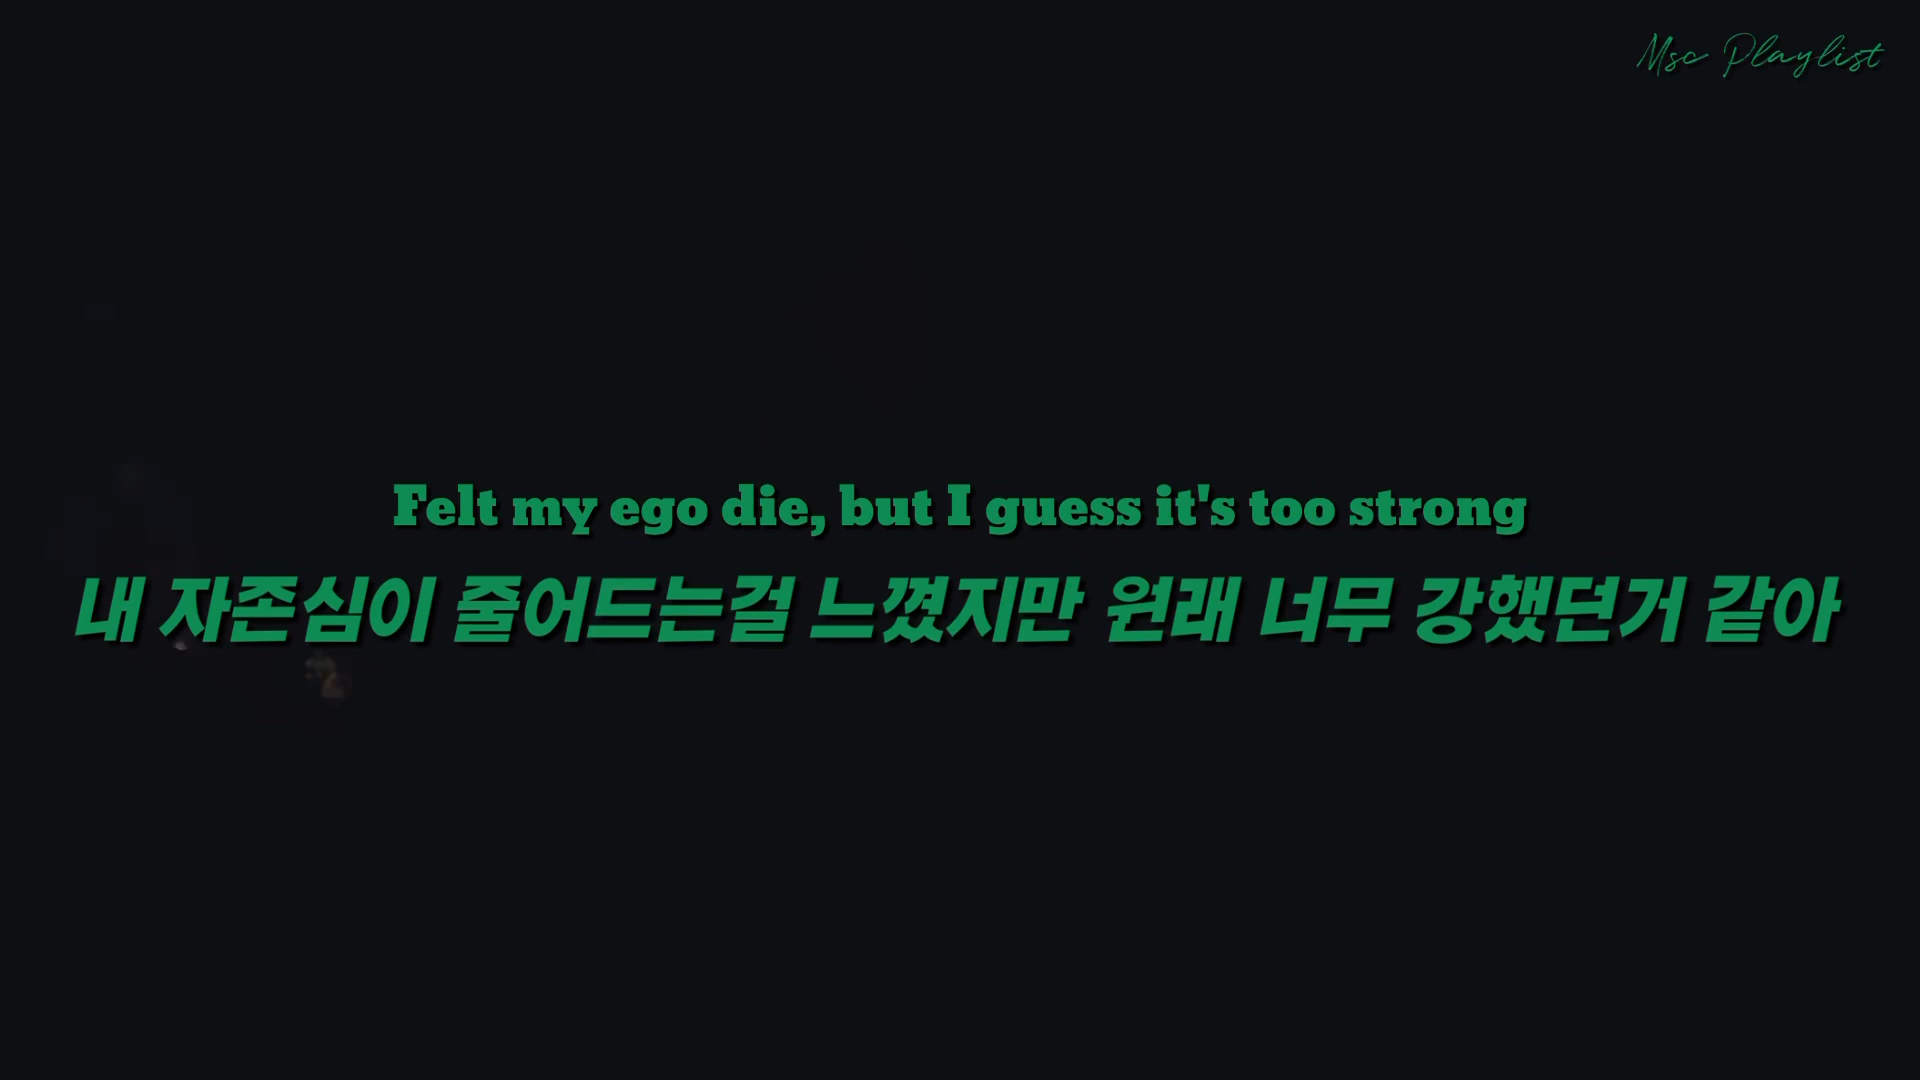 Msc Playlist
Felt my ego die, but I guess it's too strong
내 자존심이 줄어드는걸 느꼈지만 원래 너무 강했던거 같아